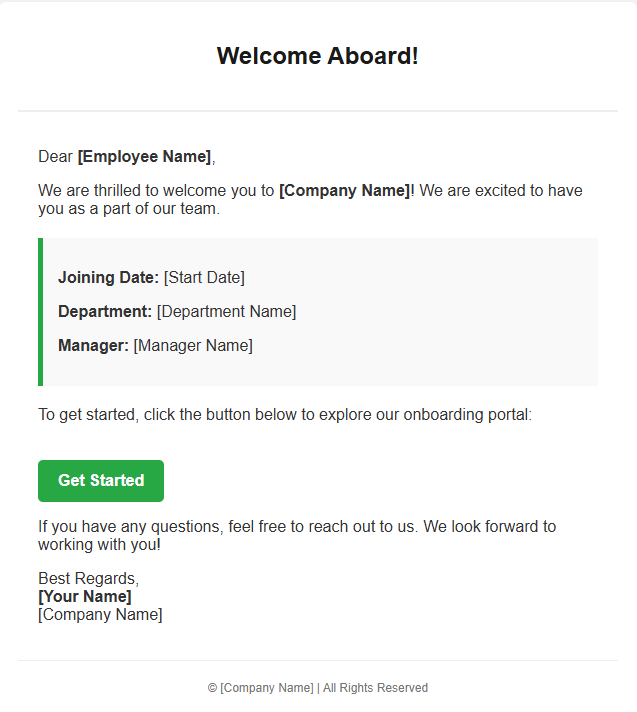 Welcome Aboard!
Dear [Employee Name],
We are thrilled to welcome you to [Company Name]! We are excited to have
you as a part of our team.
Joining Date: [Start Date]
Department: [Department Name]
Manager: [Manager Name]
To get started, click the button below to explore our onboarding portal:
Get Started
If you have any questions, feel free to reach out to us. We look forward to
working with you!
Best Regards,
[Your Name]
[Company Name]
© [Company Name] | All Rights Reserved